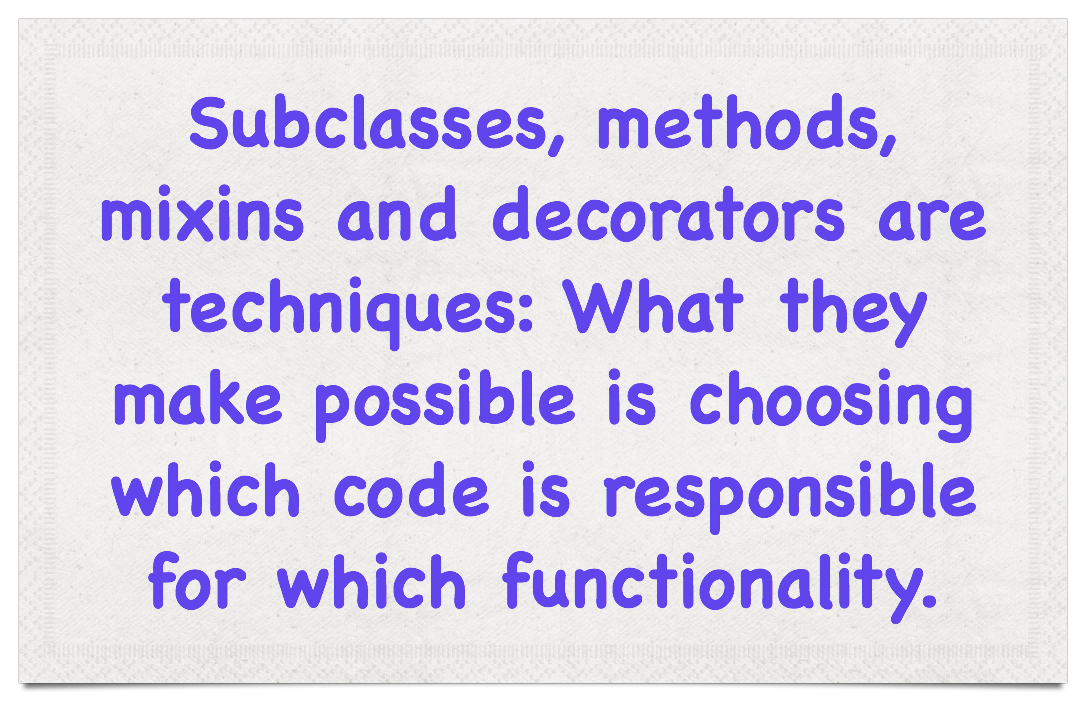 Subclasses, methods,
mixins and decorators are
techniques: What they
make possible is choosing
which code is responsible
for which functionality.